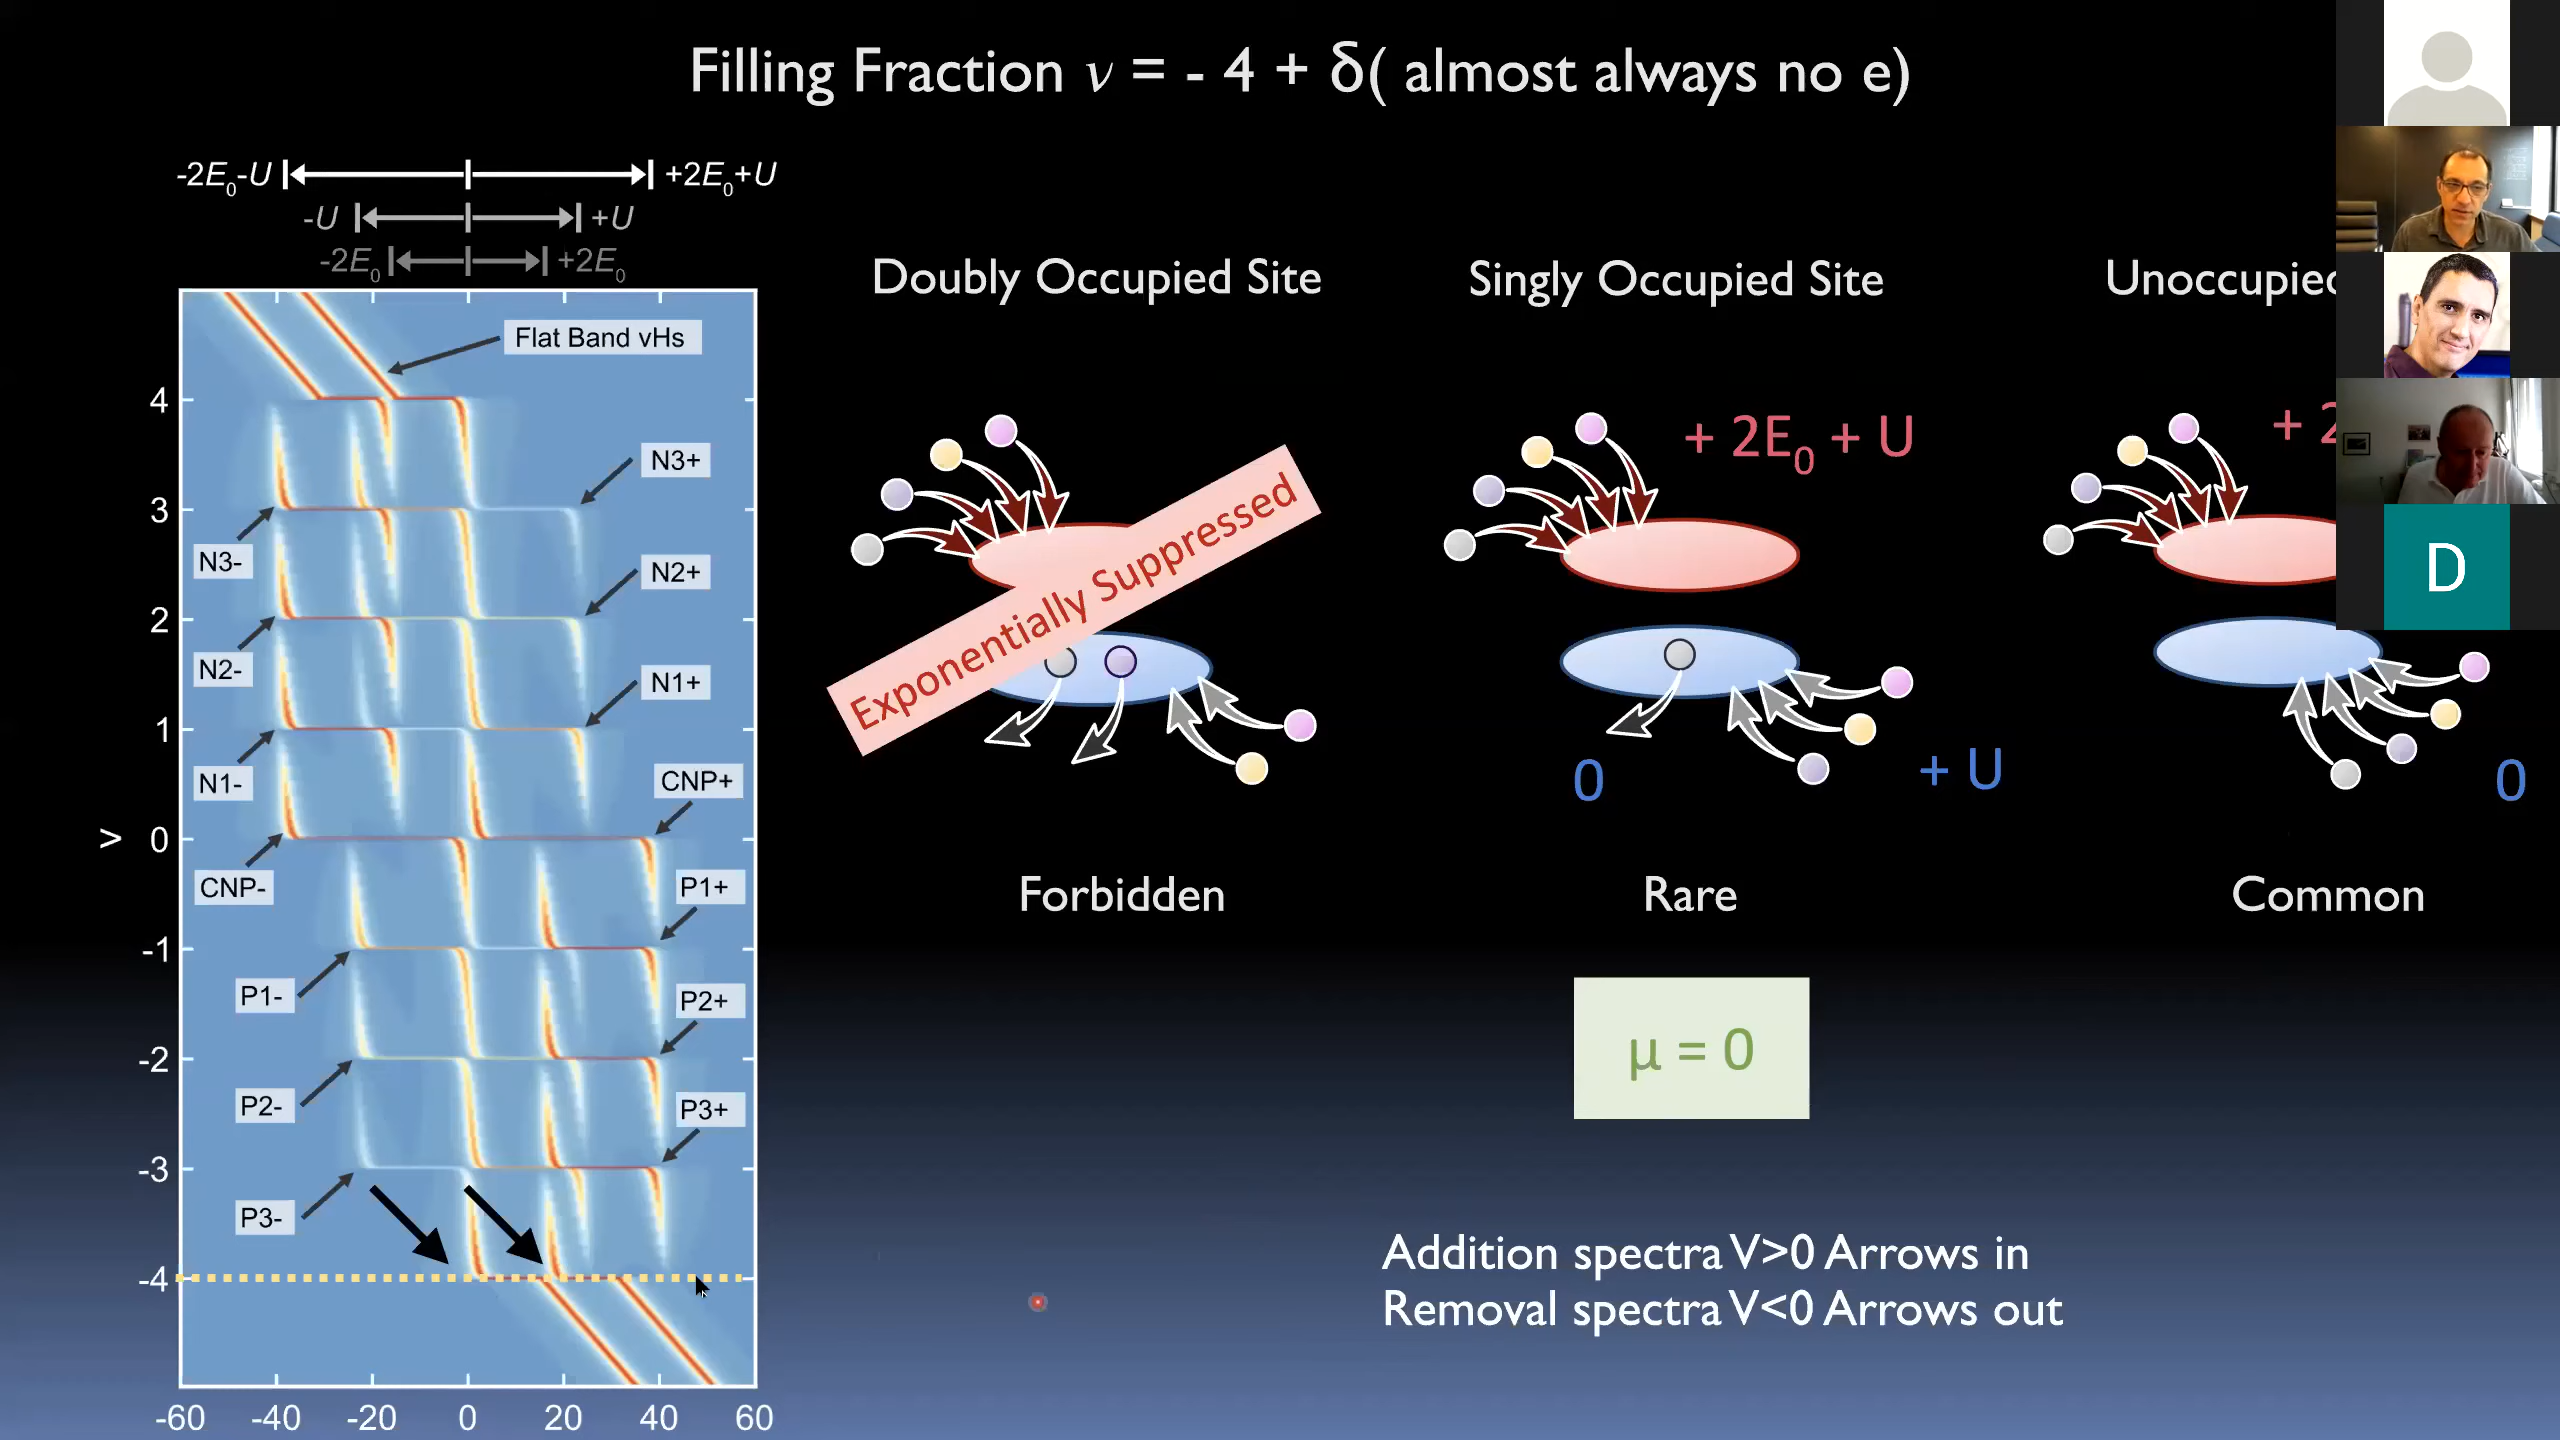 Filling Fraction ν = - 4 + δ( almost always no e)
-2E₀-U
+2E₀+U
-U
+U
-2E₀
+2E₀
Flat Band vHs
4
N3+
3
N3-
N2+
2
N2-
N1+
1
N1-
CNP+
ν
0
CNP-
P1+
-1
P1-
P2+
-2
P2-
P3+
-3
P3-
-4
-60 -40 -20 0 20 40 60
Doubly Occupied Site
Exponentially Suppressed
Forbidden
Singly Occupied Site
+ 2E₀ + U
0
+ U
Rare
Unoccupied
+ 2
0
Common
D
μ = 0
Addition spectra V>0 Arrows in
Removal spectra V<0 Arrows out